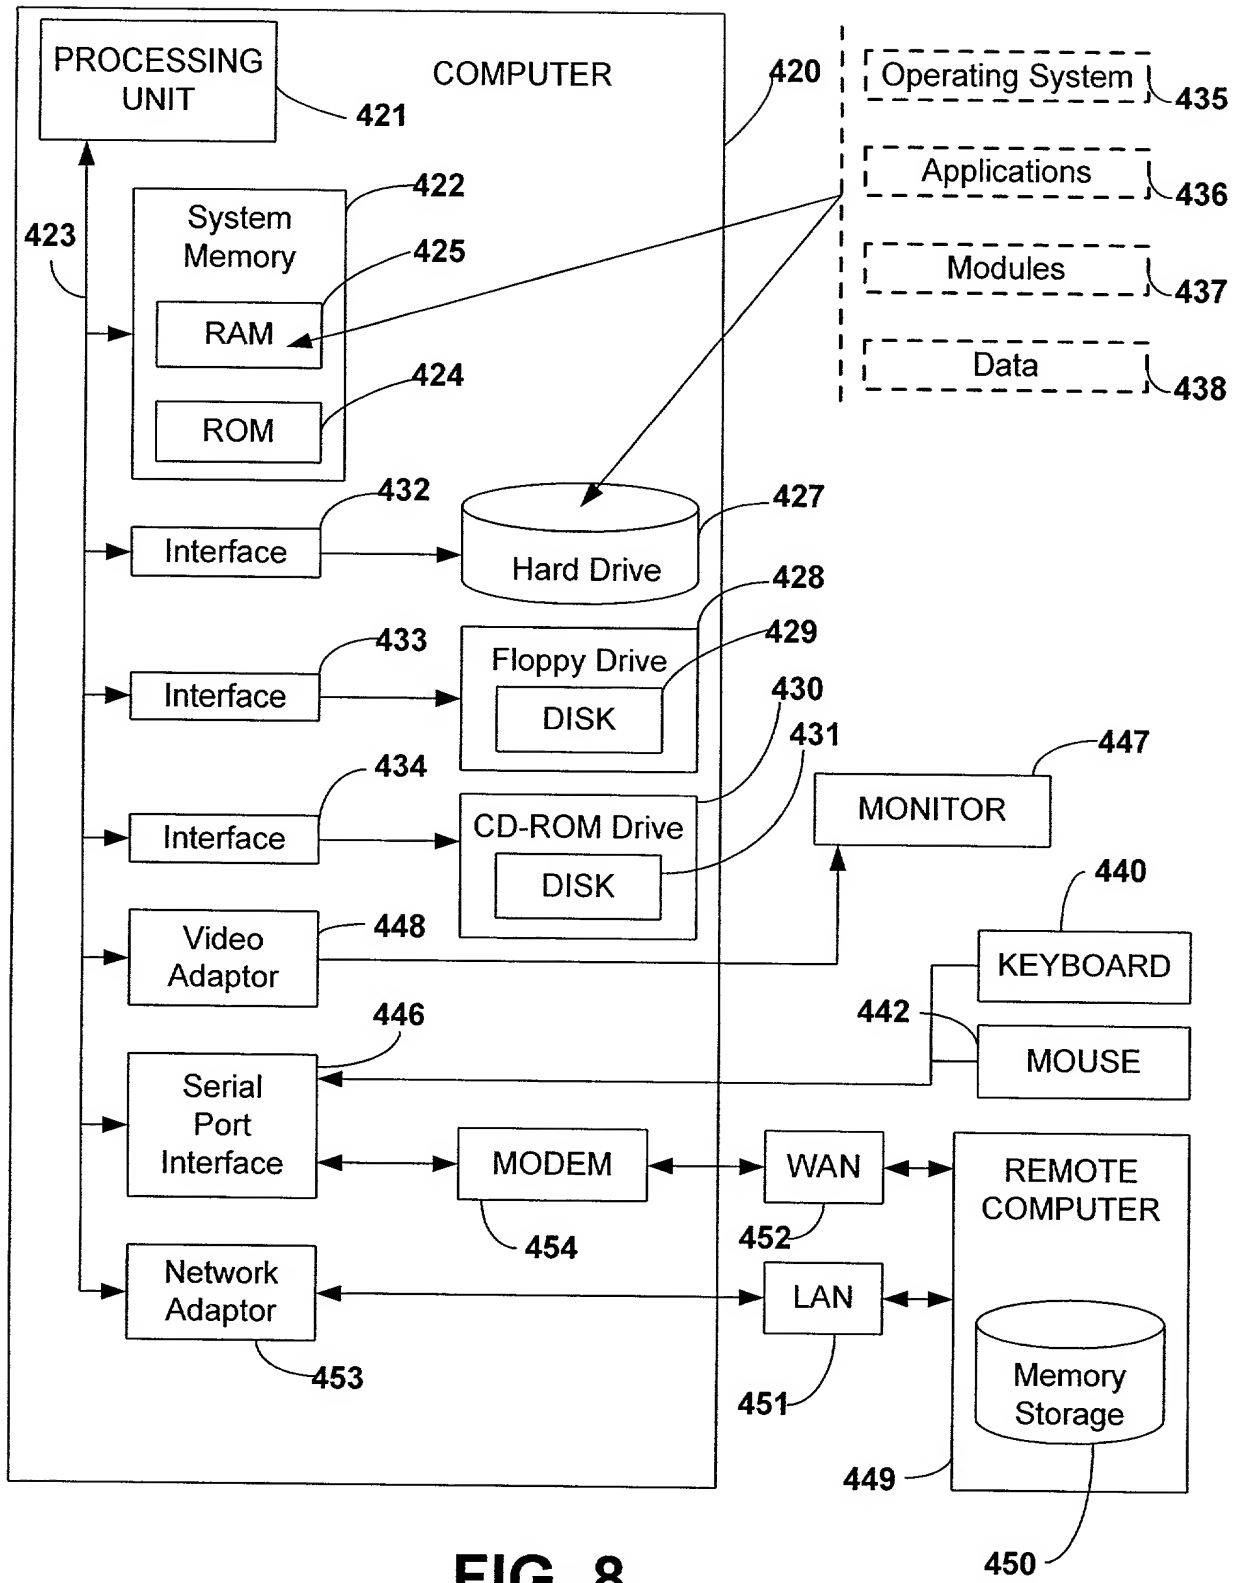 PROCESSING
UNIT
421
COMPUTER
420
Operating System
435
Applications
436
Modules
437
Data
438
423
422
System
Memory
425
RAM
424
ROM
432
Interface
427
Hard Drive
428
433
429
Interface
Floppy Drive
DISK
430
431
434
Interface
CD-ROM Drive
DISK
447
MONITOR
440
KEYBOARD
448
Video
Adaptor
442
MOUSE
446
Serial
Port
Interface
MODEM
454
WAN
452
REMOTE
COMPUTER
Network
Adaptor
453
LAN
451
Memory
Storage
449
450
FIG. 8